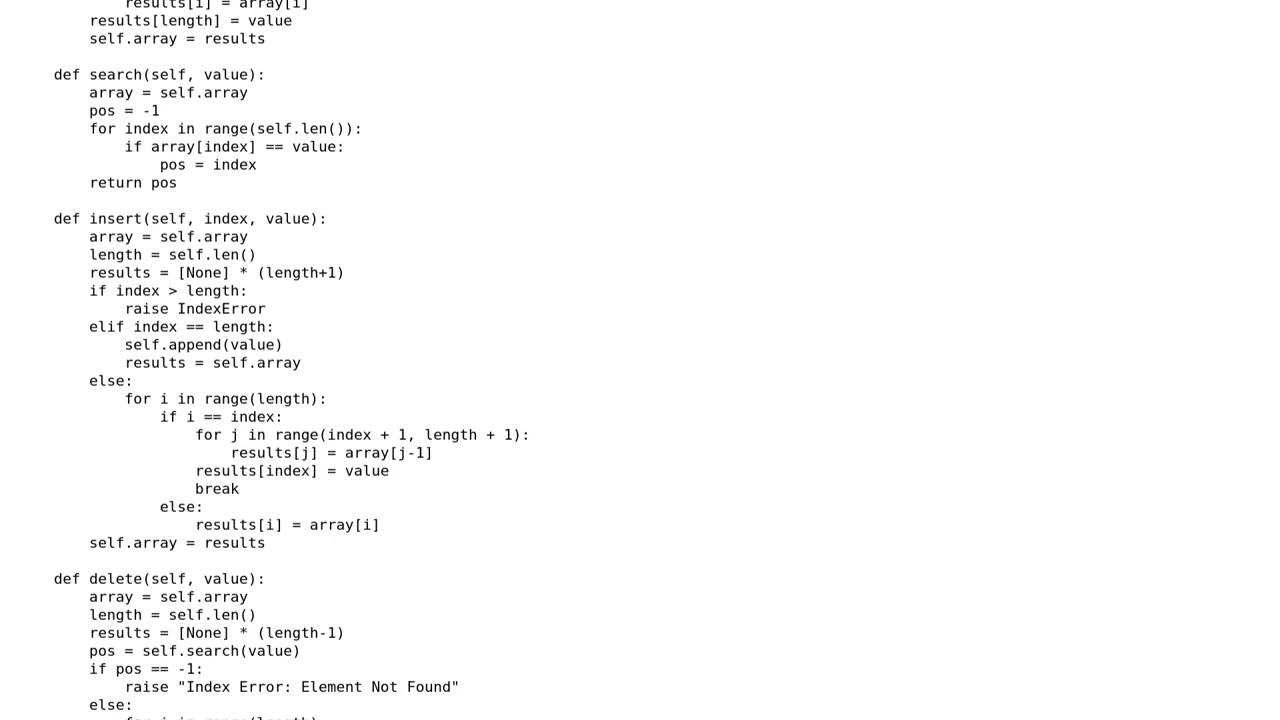 results[i] = array[i]
        results[length] = value
        self.array = results

    def search(self, value):
        array = self.array
        pos = -1
        for index in range(self.len()):
            if array[index] == value:
                pos = index
        return pos

    def insert(self, index, value):
        array = self.array
        length = self.len()
        results = [None] * (length+1)
        if index > length:
            raise IndexError
        elif index == length:
            self.append(value)
            results = self.array
        else:
            for i in range(length):
                if i == index:
                    for j in range(index + 1, length + 1):
                        results[j] = array[j-1]
                    results[index] = value
                    break
                else:
                    results[i] = array[i]
        self.array = results

    def delete(self, value):
        array = self.array
        length = self.len()
        results = [None] * (length-1)
        pos = self.search(value)
        if pos == -1:
            raise "Index Error: Element Not Found"
        else: